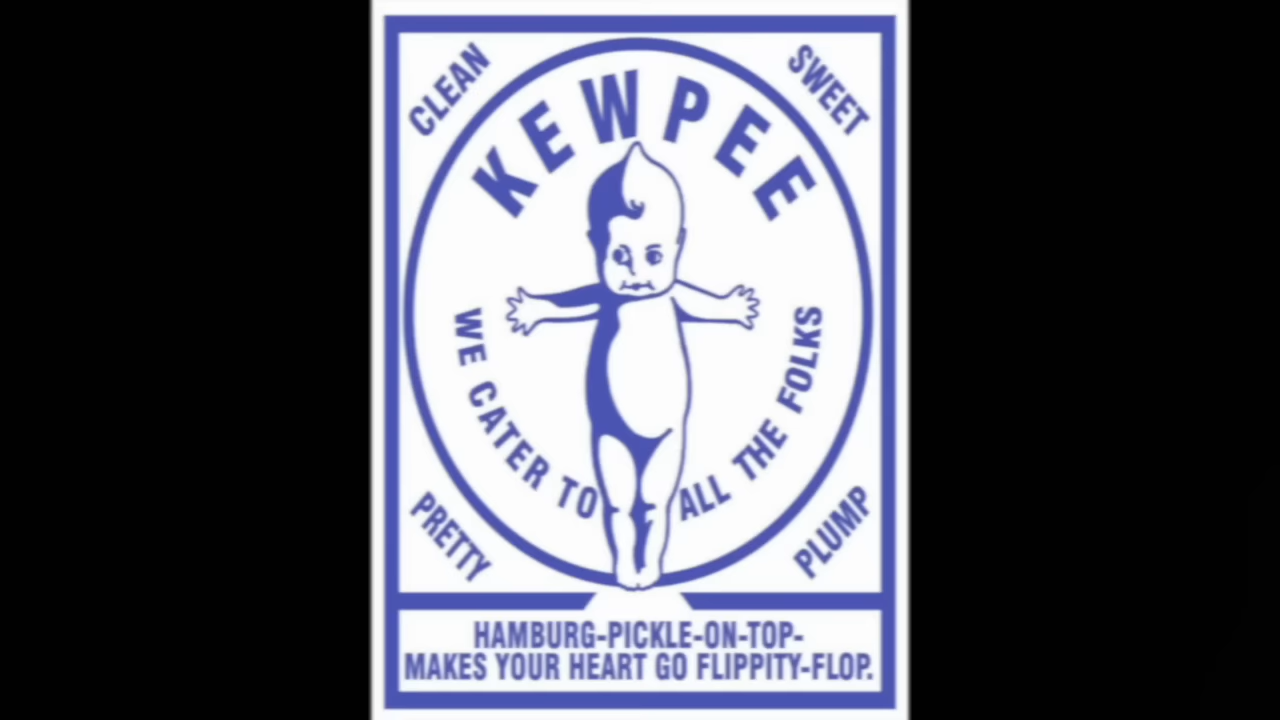 CLEAN
SWEET
KEWPEE
WE CATER TO ALL THE FOLKS
PRETTY
PLUMP
HAMBURG-PICKLE-ON-TOP-
MAKES YOUR HEART GO FLIPPITY-FLOP.